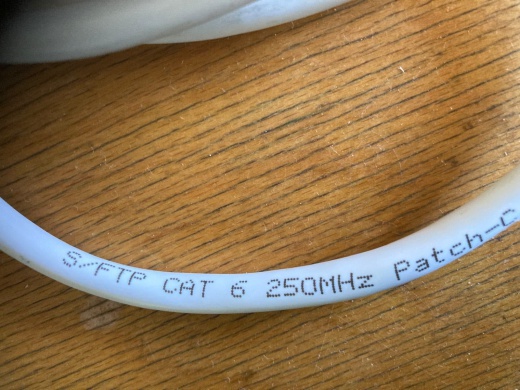 S/FTP CAT 6 250MHz Patch-C